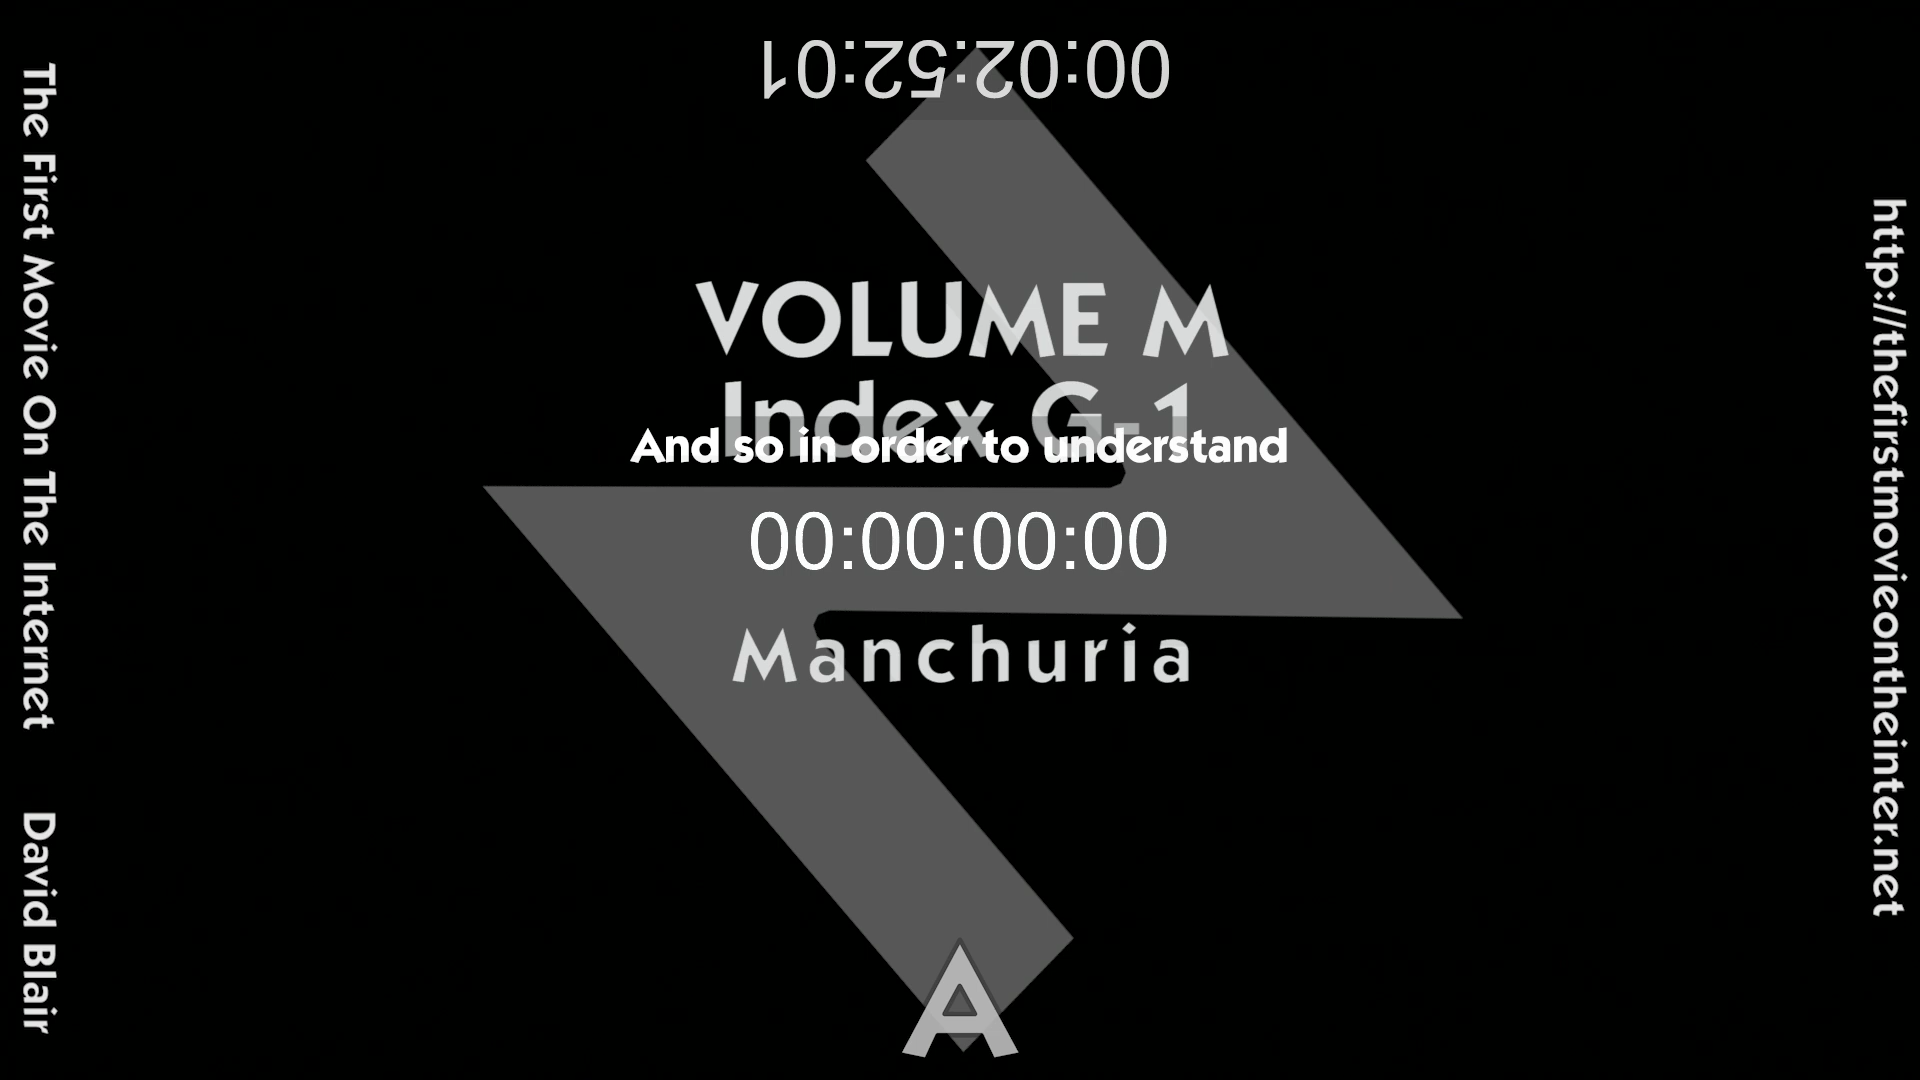 00:02:52:01
The First Movie On The Internet David Blair
VOLUME M
Index G-1
And so in order to understand
00:00:00:00
Manchuria
A
http://thefirstmovieontheinter.net